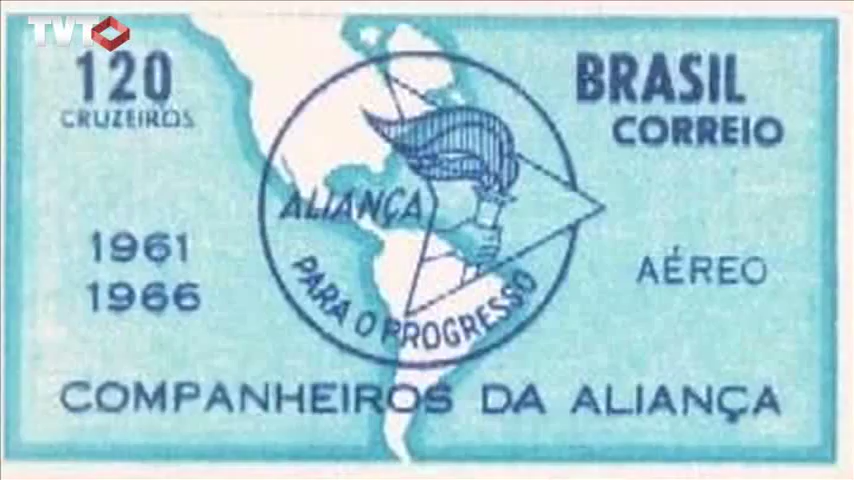 TVT
120
CRUZEIROS
BRASIL
CORREIO
ALIANÇA
PARA O PROGRESSO
1961
1966
AÉREO
COMPANHEIROS DA ALIANÇA